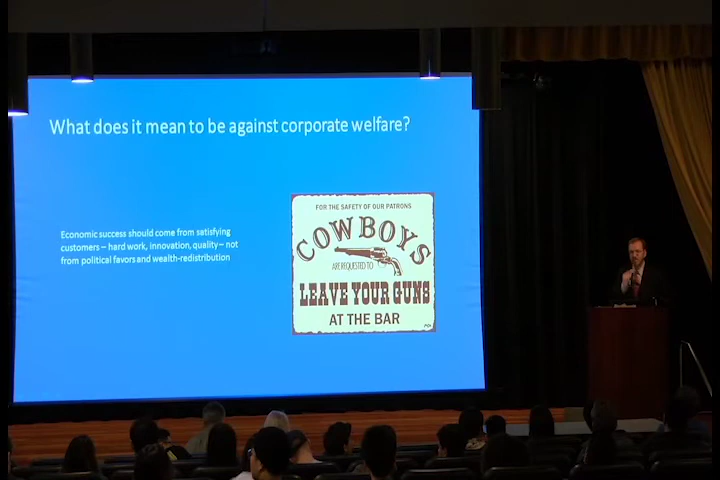 What does it mean to be against corporate welfare?
Economic success should come from satisfying
customers – hard work, innovation, quality – not
from political favors and wealth-redistribution
FOR THE SAFETY OF OUR PATRONS
COWBOYS
ARE REQUESTED TO
LEAVE YOUR GUNS
AT THE BAR